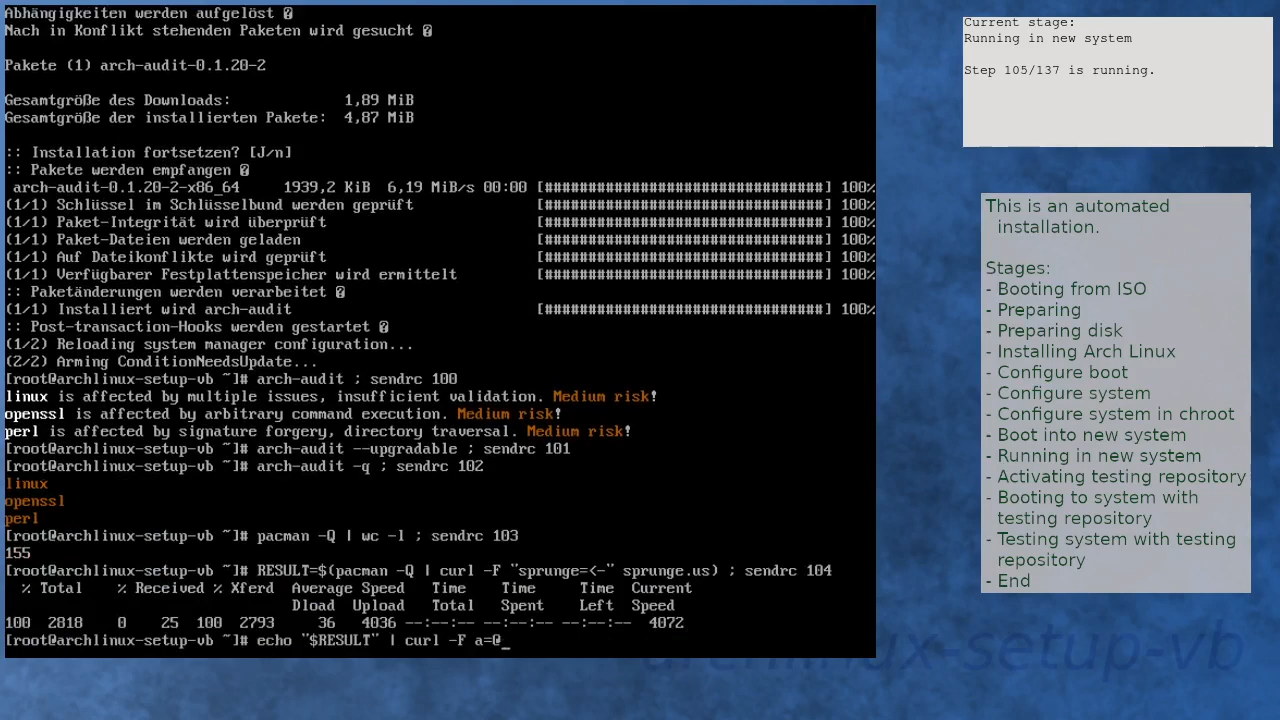 Abhängigkeiten werden aufgelöst �
Nach in Konflikt stehenden Paketen wird gesucht �
Pakete (1) arch-audit-0.1.20-2
Gesamtgröße des Downloads: 1,89 MiB
Gesamtgröße der installierten Pakete: 4,87 MiB
:: Installation fortsetzen? [J/n]
:: Pakete werden empfangen �
arch-audit-0.1.20-2-x86_64 1939,2 KiB 6,19 MiB/s 00:00 [################################] 100%
(1/1) Schlüssel im Schlüsselbund werden geprüft [################################] 100%
(1/1) Paket-Integrität wird überprüft [################################] 100%
(1/1) Paket-Dateien werden geladen [################################] 100%
(1/1) Auf Dateikonflikte wird geprüft [################################] 100%
(1/1) Verfügbarer Festplattenspeicher wird ermittelt [################################] 100%
:: Paketänderungen werden verarbeitet �
(1/1) Installiert wird arch-audit [################################] 100%
:: Post-transaction-Hooks werden gestartet �
(1/2) Reloading system manager configuration...
(2/2) Arming ConditionNeedsUpdate...
[root@archlinux-setup-vb ~]# arch-audit ; sendrc 100
linux is affected by multiple issues, insufficient validation. Medium risk!
openssl is affected by arbitrary command execution. Medium risk!
perl is affected by signature forgery, directory traversal. Medium risk!
[root@archlinux-setup-vb ~]# arch-audit --upgradable ; sendrc 101
[root@archlinux-setup-vb ~]# arch-audit -q ; sendrc 102
linux
openssl
perl
[root@archlinux-setup-vb ~]# pacman -Q | wc -l ; sendrc 103
155
[root@archlinux-setup-vb ~]# RESULT=$(pacman -Q | curl -F "sprunge=<-" sprunge.us) ; sendrc 104
% Total % Received % Xferd Average Speed Time Time Time Current
Dload Upload Total Spent Left Speed
100 2818 0 25 100 2793 36 4036 --:--:-- --:--:-- --:--:-- 4072
[root@archlinux-setup-vb ~]# echo "$RESULT" | curl -F a=@_
Current stage:
Running in new system
Step 105/137 is running.
This is an automated
installation.
Stages:
- Booting from ISO
- Preparing
- Preparing disk
- Installing Arch Linux
- Configure boot
- Configure system
- Configure system in chroot
- Boot into new system
- Running in new system
- Activating testing repository
- Booting to system with
testing repository
- Testing system with testing
repository
- End
archlinux-setup-vb